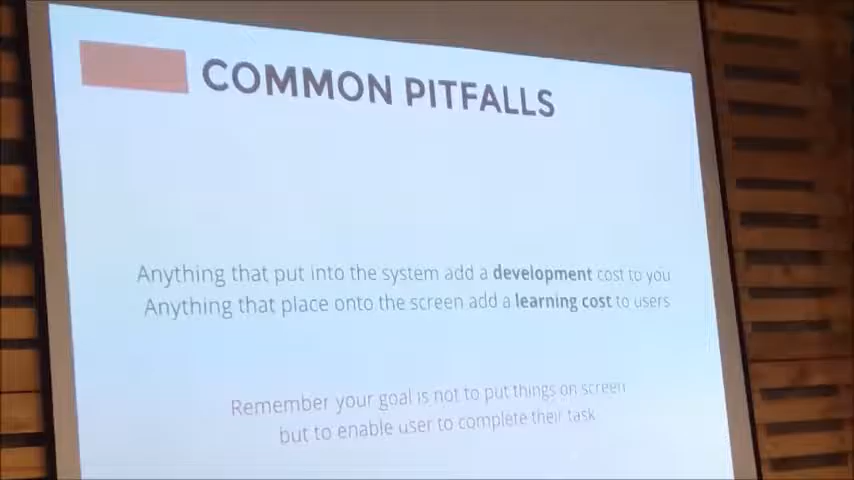 COMMON PITFALLS
Anything that put into the system add a development cost to you
Anything that place onto the screen add a learning cost to users
Remember your goal is not to put things on screen
but to enable user to complete their task